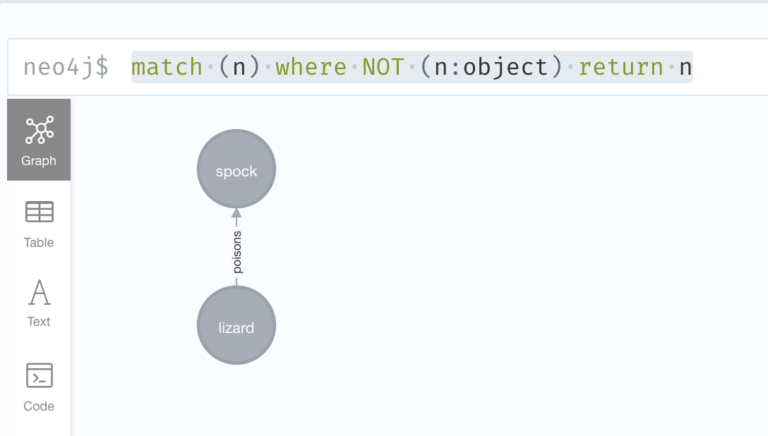 neo4j$ match (n) where NOT (n:object) return n
Graph
Table
Text
Code
spock
poisons
lizard